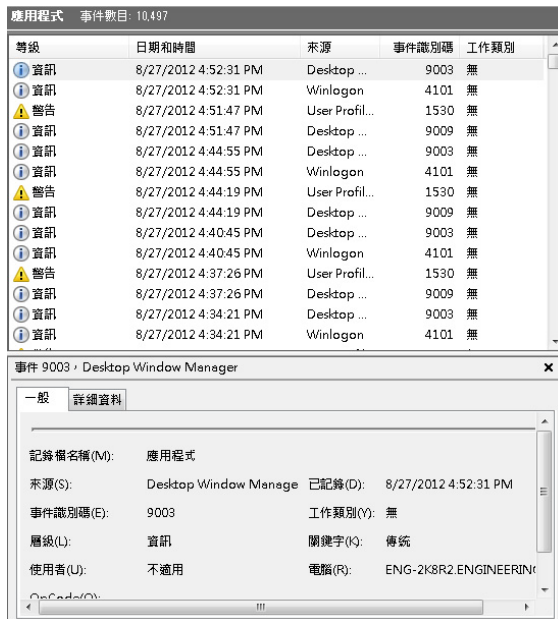 應用程式 事件數目: 10,497
等級 日期和時間 來源 事件識別碼 工作類別
資訊 8/27/2012 4:52:31 PM Desktop ... 9003 無
資訊 8/27/2012 4:52:31 PM Winlogon 4101 無
警告 8/27/2012 4:51:47 PM User Profil... 1530 無
資訊 8/27/2012 4:51:47 PM Desktop ... 9009 無
資訊 8/27/2012 4:44:55 PM Desktop ... 9003 無
資訊 8/27/2012 4:44:55 PM Winlogon 4101 無
警告 8/27/2012 4:44:19 PM User Profil... 1530 無
資訊 8/27/2012 4:44:19 PM Desktop ... 9009 無
資訊 8/27/2012 4:40:45 PM Desktop ... 9003 無
資訊 8/27/2012 4:40:45 PM Winlogon 4101 無
警告 8/27/2012 4:37:26 PM User Profil... 1530 無
資訊 8/27/2012 4:37:26 PM Desktop ... 9009 無
資訊 8/27/2012 4:34:21 PM Desktop ... 9003 無
資訊 8/27/2012 4:34:21 PM Winlogon 4101 無
事件 9003，Desktop Window Manager
一般 詳細資料
記錄檔名稱(M): 應用程式
來源(S): Desktop Window Manage 已記錄(D): 8/27/2012 4:52:31 PM
事件識別碼(E): 9003 工作類別(Y): 無
層級(L): 資訊 關鍵字(K): 傳統
使用者(U): 不適用 電腦(R): ENG-2K8R2.ENGINEERIN
OpCode(O):